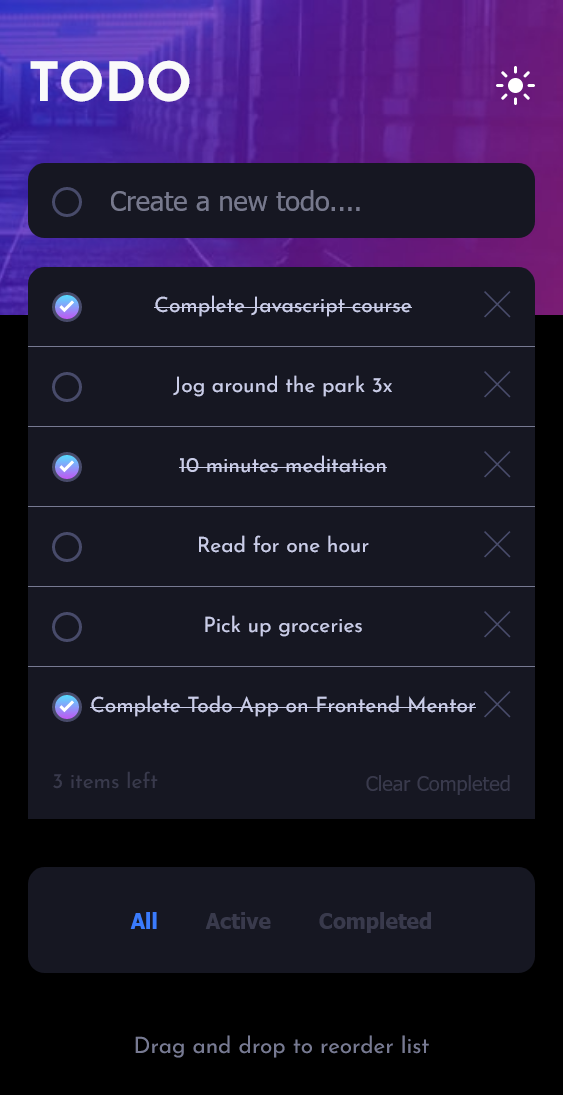 TODO
Create a new todo....
Complete Javascript course
Jog around the park 3x
10 minutes meditation
Read for one hour
Pick up groceries
Complete Todo App on Frontend Mentor
3 items left Clear Completed
All Active Completed
Drag and drop to reorder list